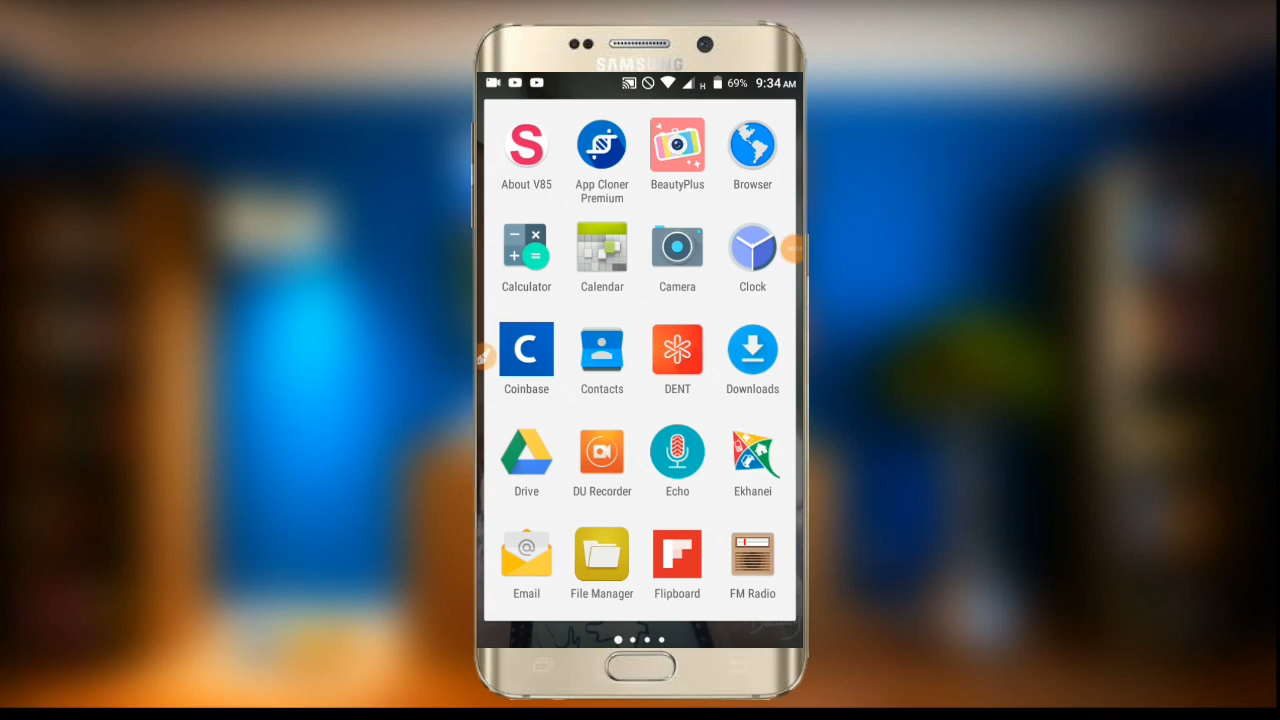 SAMSUNG
69% 9:34 AM
About V85
App Cloner
Premium
BeautyPlus
Browser
Calculator
Calendar
Camera
Clock
Coinbase
Contacts
DENT
Downloads
Drive
DU Recorder
Echo
Ekhanei
Email
File Manager
Flipboard
FM Radio